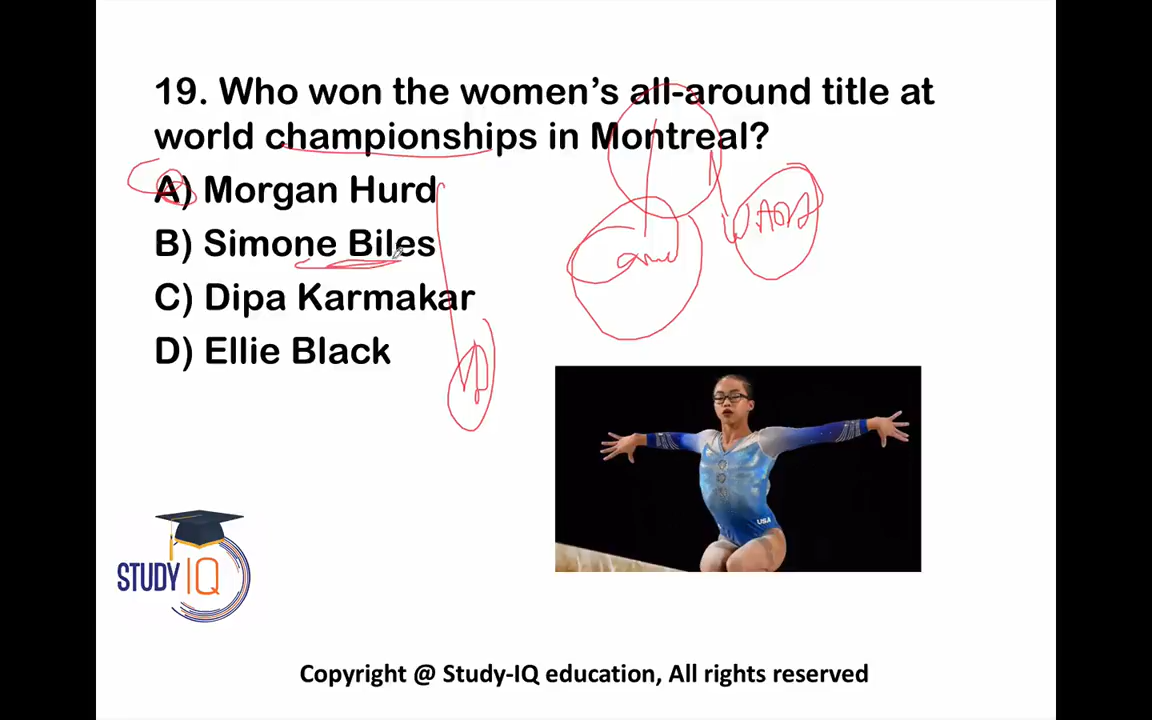 19. Who won the women's all-around title at
world championships in Montreal?
A) Morgan Hurd
B) Simone Biles
C) Dipa Karmakar
D) Ellie Black
USA
STUDY IQ
Copyright @ Study-IQ education, All rights reserved